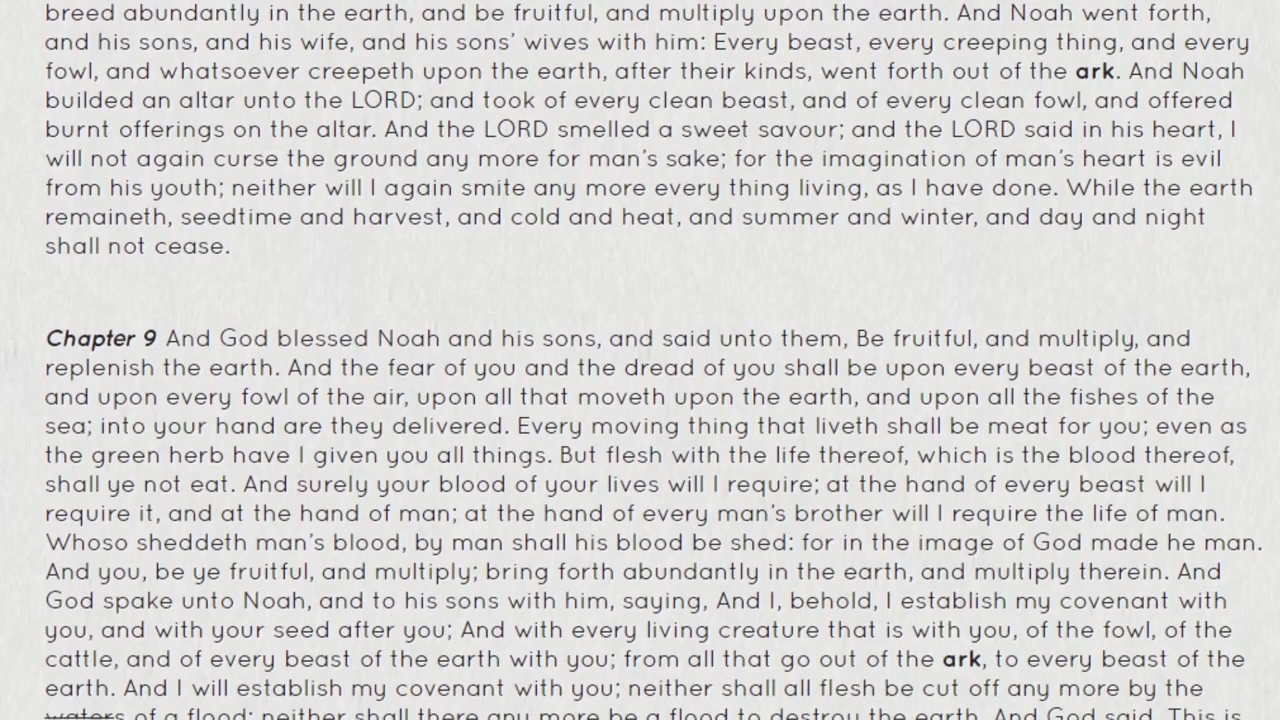 breed abundantly in the earth, and be fruitful, and multiply upon the earth. And Noah went forth,
and his sons, and his wife, and his sons' wives with him: Every beast, every creeping thing, and every
fowl, and whatsoever creepeth upon the earth, after their kinds, went forth out of the ark. And Noah
builded an altar unto the LORD; and took of every clean beast, and of every clean fowl, and offered
burnt offerings on the altar. And the LORD smelled a sweet savour; and the LORD said in his heart, I
will not again curse the ground any more for man's sake; for the imagination of man's heart is evil
from his youth; neither will I again smite any more every thing living, as I have done. While the earth
remaineth, seedtime and harvest, and cold and heat, and summer and winter, and day and night
shall not cease.
Chapter 9 And God blessed Noah and his sons, and said unto them, Be fruitful, and multiply, and
replenish the earth. And the fear of you and the dread of you shall be upon every beast of the earth,
and upon every fowl of the air, upon all that moveth upon the earth, and upon all the fishes of the
sea; into your hand are they delivered. Every moving thing that liveth shall be meat for you; even as
the green herb have I given you all things. But flesh with the life thereof, which is the blood thereof,
shall ye not eat. And surely your blood of your lives will I require; at the hand of every beast will I
require it, and at the hand of man; at the hand of every man's brother will I require the life of man.
Whoso sheddeth man's blood, by man shall his blood be shed: for in the image of God made he man.
And you, be ye fruitful, and multiply; bring forth abundantly in the earth, and multiply therein. And
God spake unto Noah, and to his sons with him, saying, And I, behold, I establish my covenant with
you, and with your seed after you; And with every living creature that is with you, of the fowl, of the
cattle, and of every beast of the earth with you; from all that go out of the ark, to every beast of the
earth. And I will establish my covenant with you; neither shall all flesh be cut off any more by the
waters of a flood; neither shall there any more be a flood to destroy the earth. And God said, This is